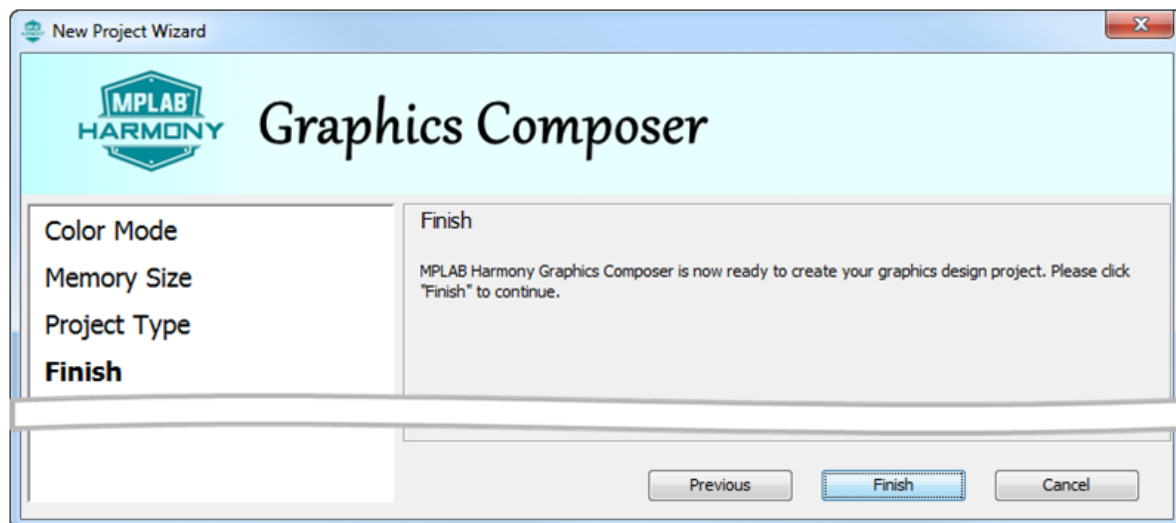 New Project Wizard
MPLAB
HARMONY
Graphics Composer
Color Mode
Memory Size
Project Type
Finish
Finish
MPLAB Harmony Graphics Composer is now ready to create your graphics design project. Please click
"Finish" to continue.
Previous
Finish
Cancel